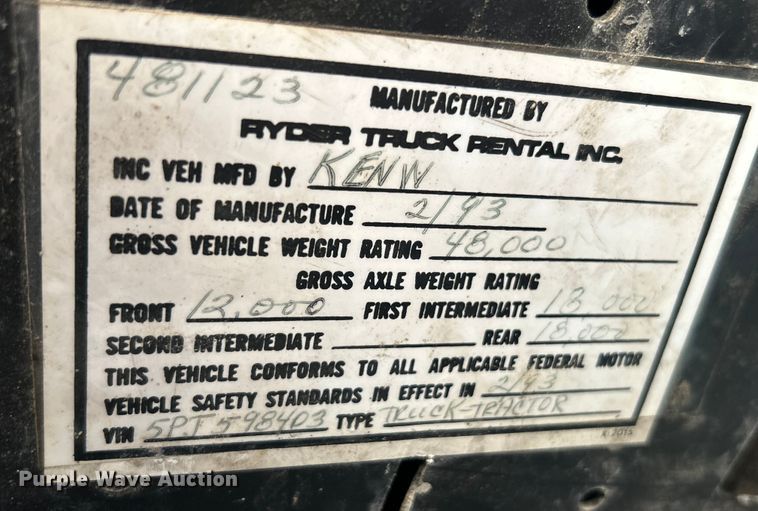 481123 MANUFACTURED BY
RYDER TRUCK RENTAL INC.
INC VEH MFD BY KENW
DATE OF MANUFACTURE 2/93
GROSS VEHICLE WEIGHT RATING 48,000
GROSS AXLE WEIGHT RATING
FRONT 12,000 FIRST INTERMEDIATE 18 000
SECOND INTERMEDIATE REAR 18,000
THIS VEHICLE CONFORMS TO ALL APPLICABLE FEDERAL MOTOR
VEHICLE SAFETY STANDARDS IN EFFECT IN 2/93
VIN TYPE TRUCK-TRACTOR
Purple Wave Auction